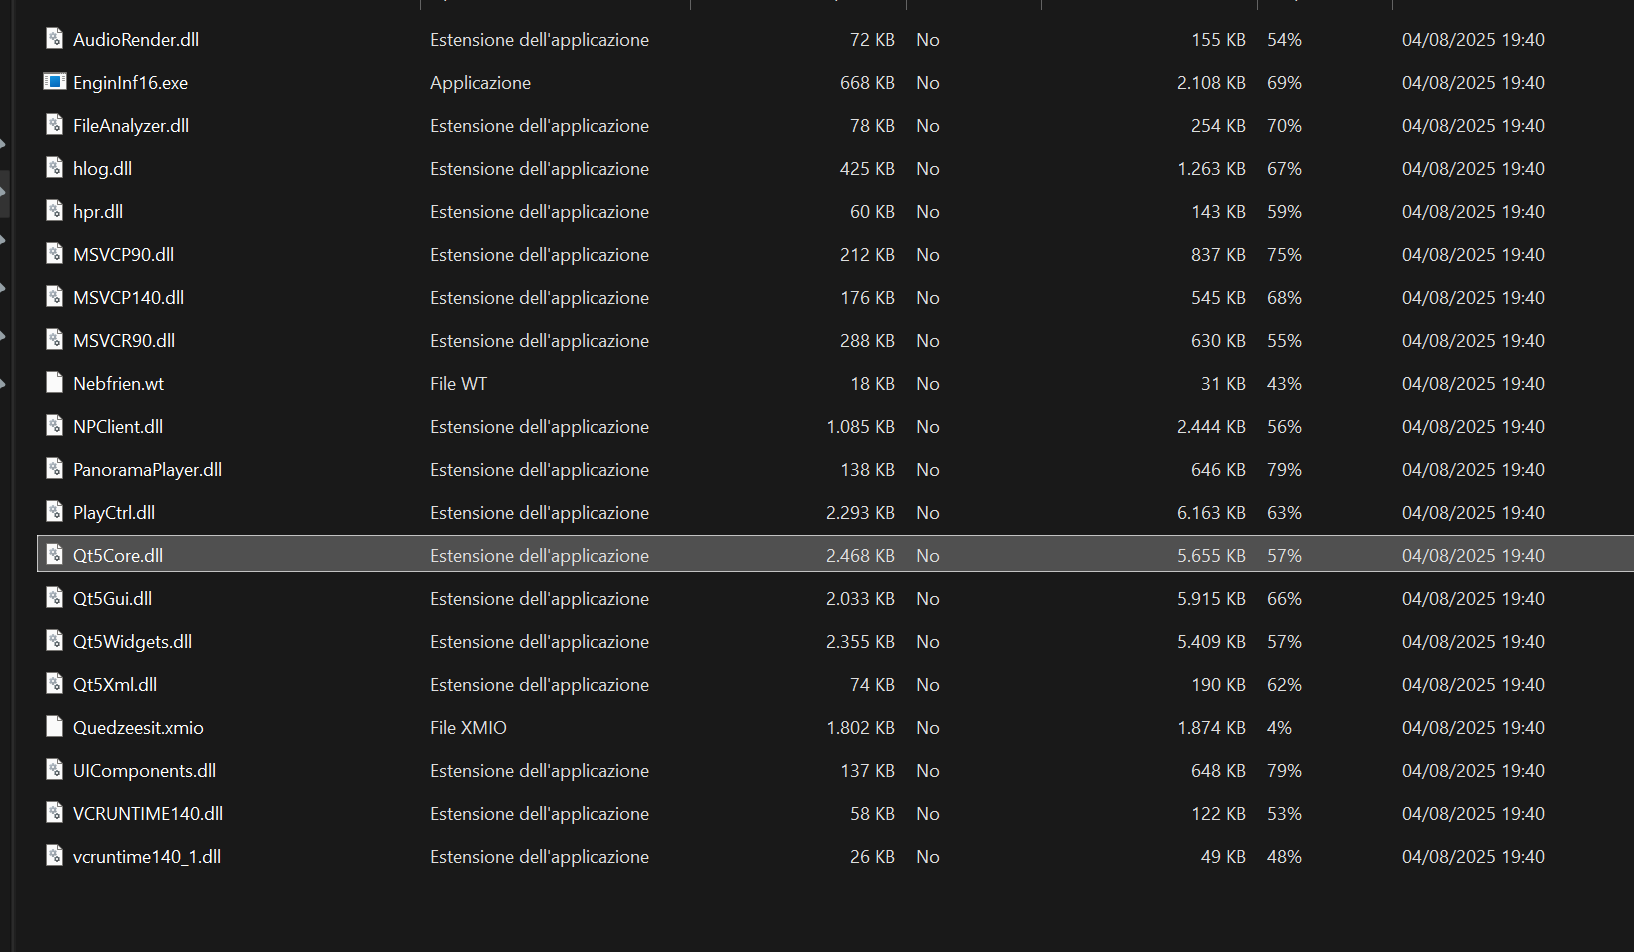 AudioRender.dll Estensione dell'applicazione 72 KB No 155 KB 54% 04/08/2025 19:40
EnginInf16.exe Applicazione 668 KB No 2.108 KB 69% 04/08/2025 19:40
FileAnalyzer.dll Estensione dell'applicazione 78 KB No 254 KB 70% 04/08/2025 19:40
hlog.dll Estensione dell'applicazione 425 KB No 1.263 KB 67% 04/08/2025 19:40
hpr.dll Estensione dell'applicazione 60 KB No 143 KB 59% 04/08/2025 19:40
MSVCP90.dll Estensione dell'applicazione 212 KB No 837 KB 75% 04/08/2025 19:40
MSVCP140.dll Estensione dell'applicazione 176 KB No 545 KB 68% 04/08/2025 19:40
MSVCR90.dll Estensione dell'applicazione 288 KB No 630 KB 55% 04/08/2025 19:40
Nebfrien.wt File WT 18 KB No 31 KB 43% 04/08/2025 19:40
NPClient.dll Estensione dell'applicazione 1.085 KB No 2.444 KB 56% 04/08/2025 19:40
PanoramaPlayer.dll Estensione dell'applicazione 138 KB No 646 KB 79% 04/08/2025 19:40
PlayCtrl.dll Estensione dell'applicazione 2.293 KB No 6.163 KB 63% 04/08/2025 19:40
Qt5Core.dll Estensione dell'applicazione 2.468 KB No 5.655 KB 57% 04/08/2025 19:40
Qt5Gui.dll Estensione dell'applicazione 2.033 KB No 5.915 KB 66% 04/08/2025 19:40
Qt5Widgets.dll Estensione dell'applicazione 2.355 KB No 5.409 KB 57% 04/08/2025 19:40
Qt5Xml.dll Estensione dell'applicazione 74 KB No 190 KB 62% 04/08/2025 19:40
Quedzeesit.xmio File XMIO 1.802 KB No 1.874 KB 4% 04/08/2025 19:40
UIComponents.dll Estensione dell'applicazione 137 KB No 648 KB 79% 04/08/2025 19:40
VCRUNTIME140.dll Estensione dell'applicazione 58 KB No 122 KB 53% 04/08/2025 19:40
vcruntime140_1.dll Estensione dell'applicazione 26 KB No 49 KB 48% 04/08/2025 19:40